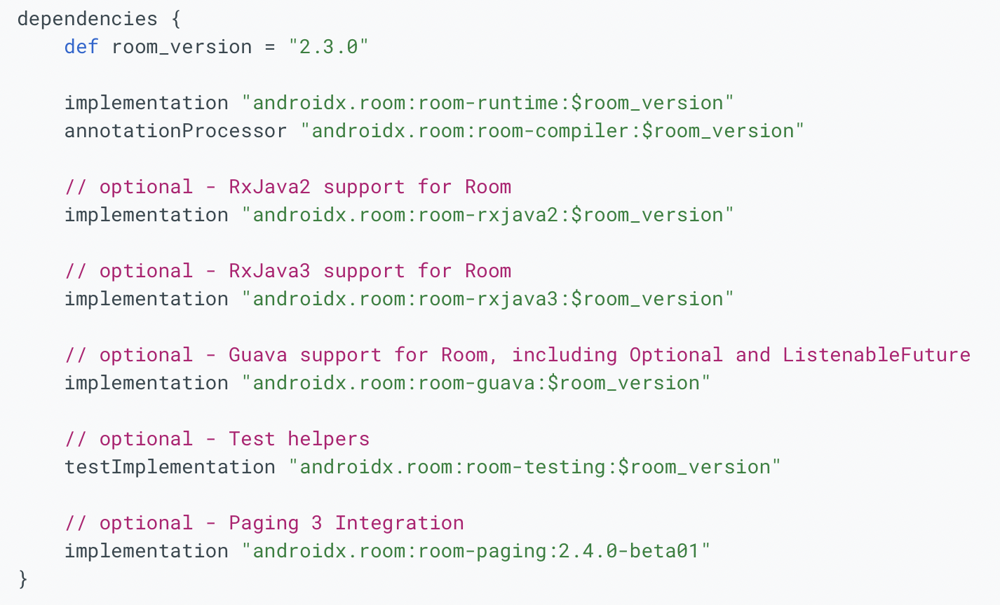 dependencies {
    def room_version = "2.3.0"

    implementation "androidx.room:room-runtime:$room_version"
    annotationProcessor "androidx.room:room-compiler:$room_version"

    // optional - RxJava2 support for Room
    implementation "androidx.room:room-rxjava2:$room_version"

    // optional - RxJava3 support for Room
    implementation "androidx.room:room-rxjava3:$room_version"

    // optional - Guava support for Room, including Optional and ListenableFuture
    implementation "androidx.room:room-guava:$room_version"

    // optional - Test helpers
    testImplementation "androidx.room:room-testing:$room_version"

    // optional - Paging 3 Integration
    implementation "androidx.room:room-paging:2.4.0-beta01"
}